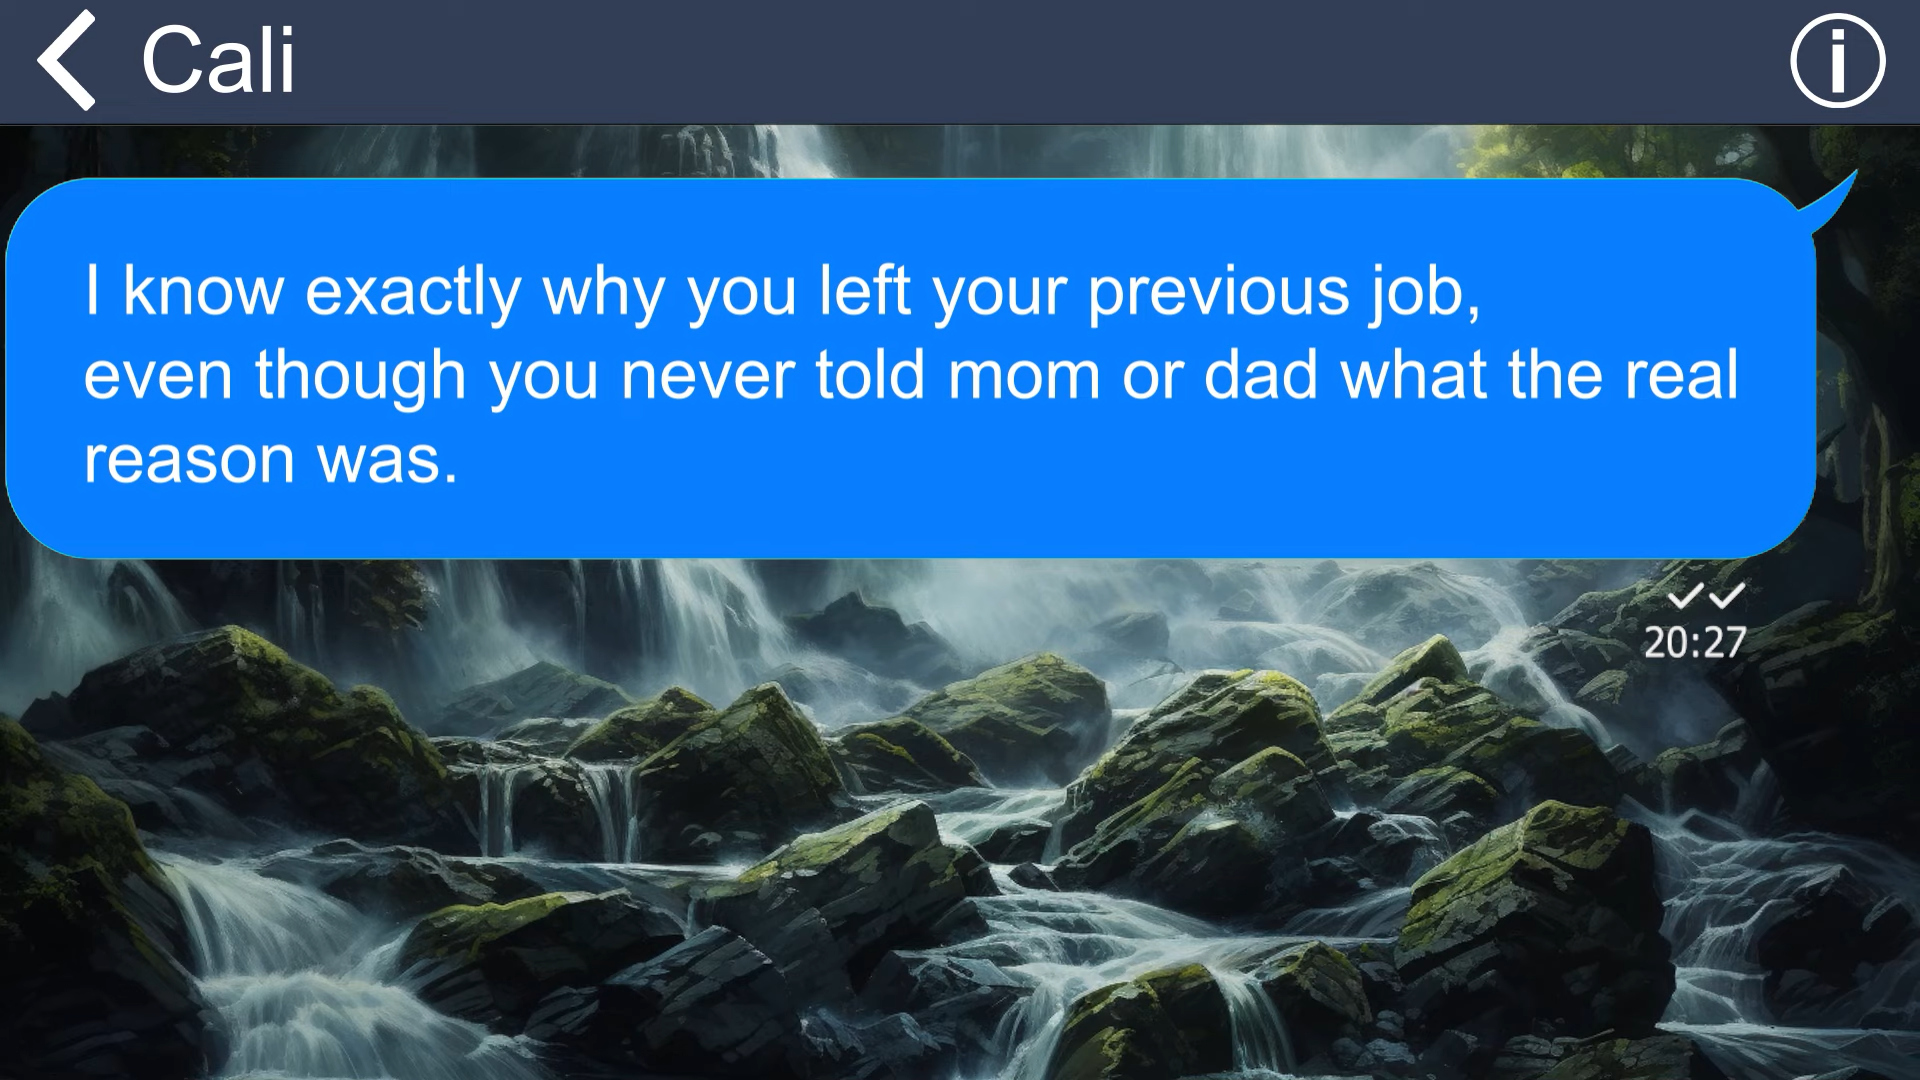 Cali
I know exactly why you left your previous job,
even though you never told mom or dad what the real
reason was.
20:27